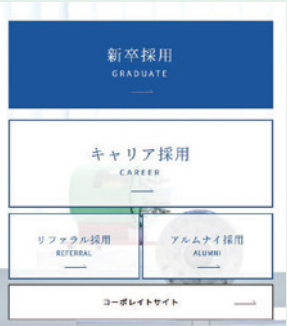 新卒採用
GRADUATE
キャリア採用
CAREER
リファラル採用
REFERRAL
アルムナイ採用
ALUMNI
コーポレイトサイト